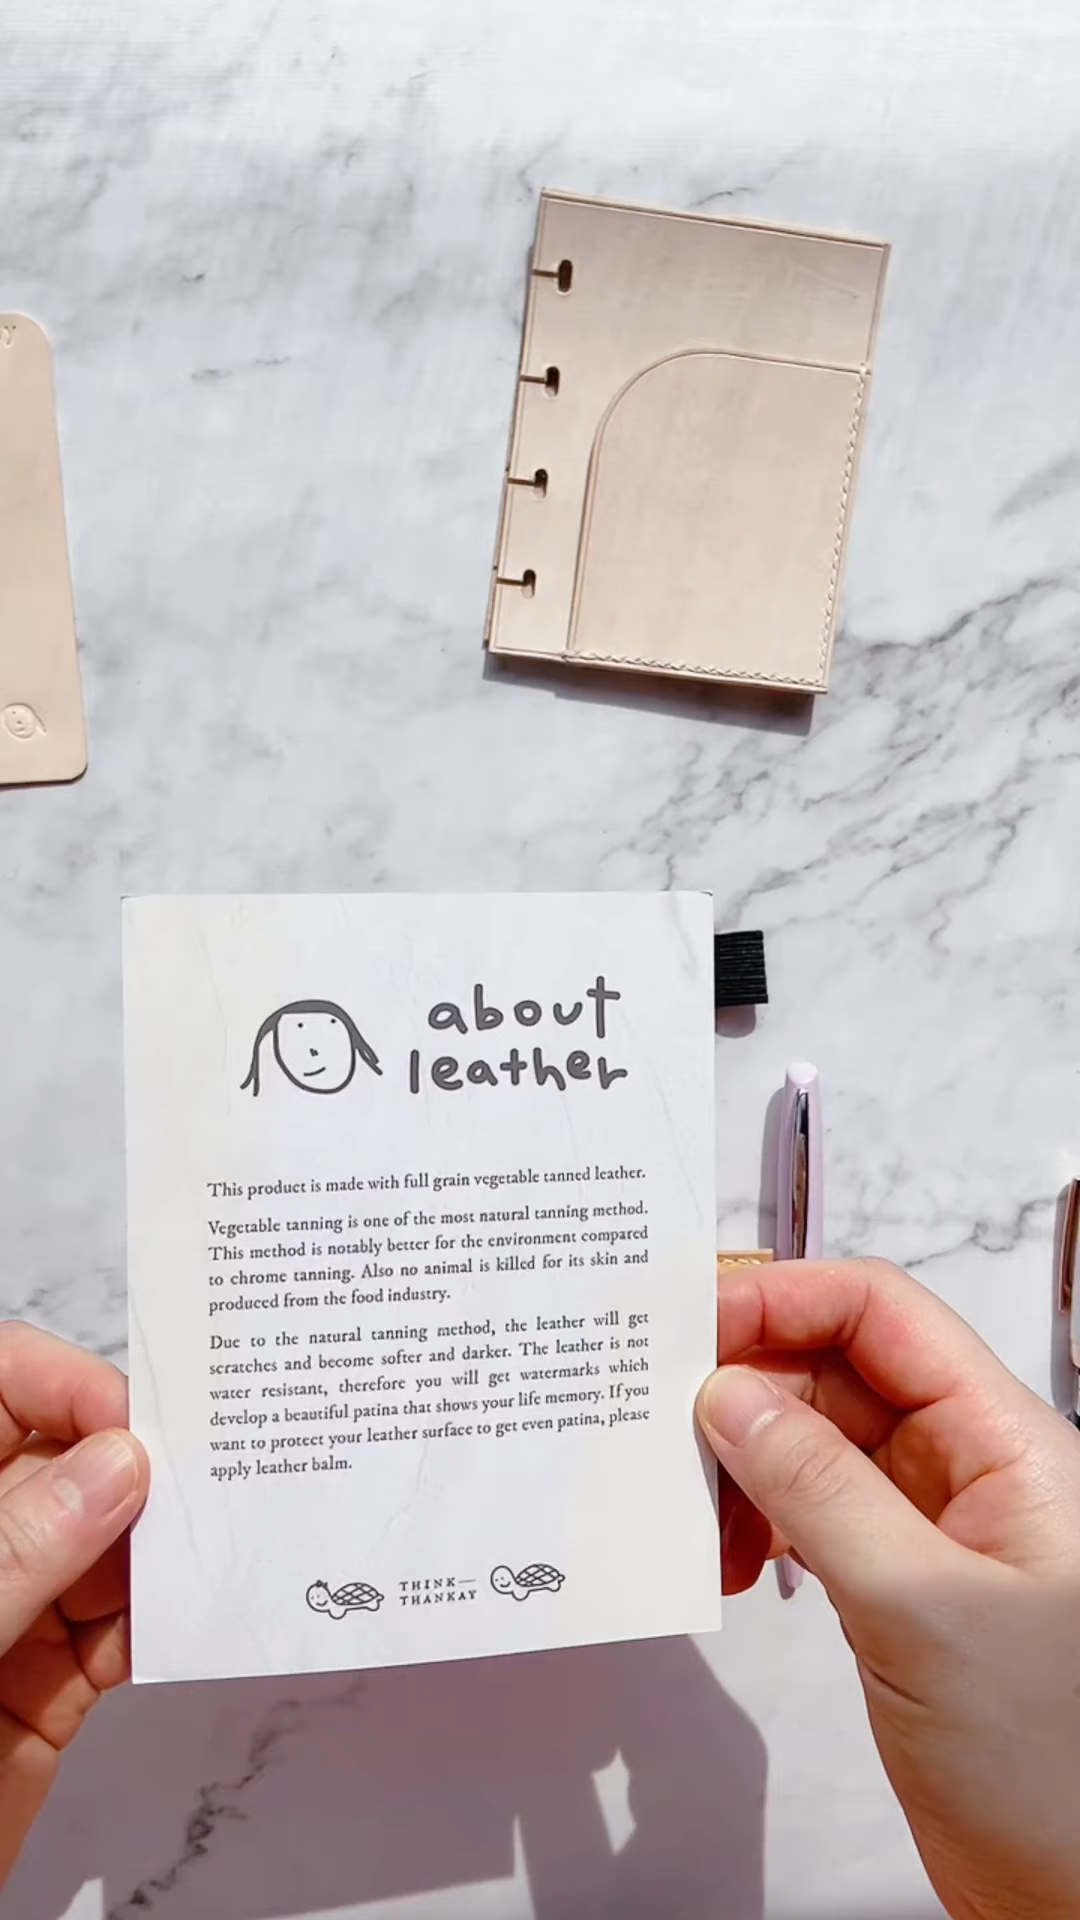 about
leather
This product is made with full grain vegetable tanned leather.
Vegetable tanning is one of the most natural tanning method.
This method is notably better for the environment compared
to chrome tanning. Also no animal is killed for its skin and
produced from the food industry.
Due to the natural tanning method, the leather will get
scratches and become softer and darker. The leather is not
water resistant, therefore you will get watermarks which
develop a beautiful patina that shows your life memory. If you
want to protect your leather surface to get even patina, please
apply leather balm.
THINK—
THANKAY